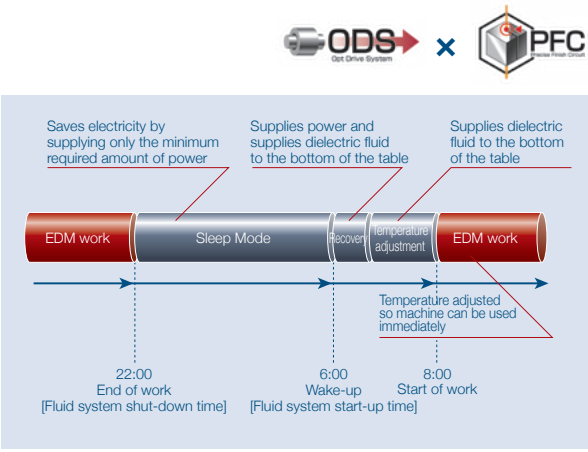 ODS
Opt Drive System
×
PFC
Precise Finish Circuit
Saves electricity by
supplying only the minimum
required amount of power
Supplies power and
supplies dielectric fluid
to the bottom of the table
Supplies dielectric
fluid to the bottom
of the table
EDM work
Sleep Mode
Recovery
Temperature
adjustment
EDM work
Temperature adjusted
so machine can be used
immediately
22:00
End of work
[Fluid system shut-down time]
6:00
Wake-up
[Fluid system start-up time]
8:00
Start of work